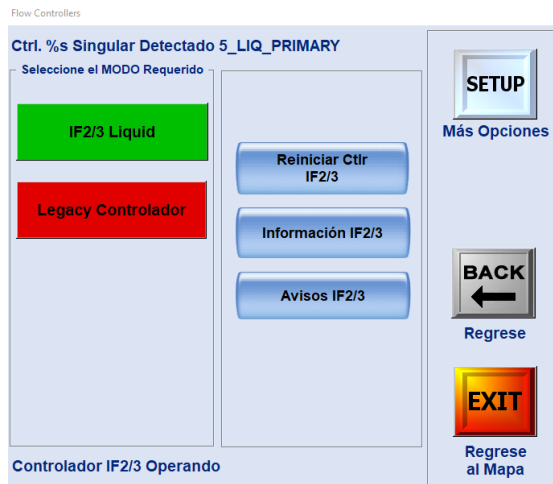 Flow Controllers
Ctrl. %s Singular Detectado 5_LIQ_PRIMARY
Seleccione el MODO Requerido
IF2/3 Liquid
Legacy Controlador
Reiniciar Ctlr
IF2/3
Información IF2/3
Avisos IF2/3
Controlador IF2/3 Operando
SETUP
Más Opciones
BACK
Regrese
EXIT
Regrese
al Mapa